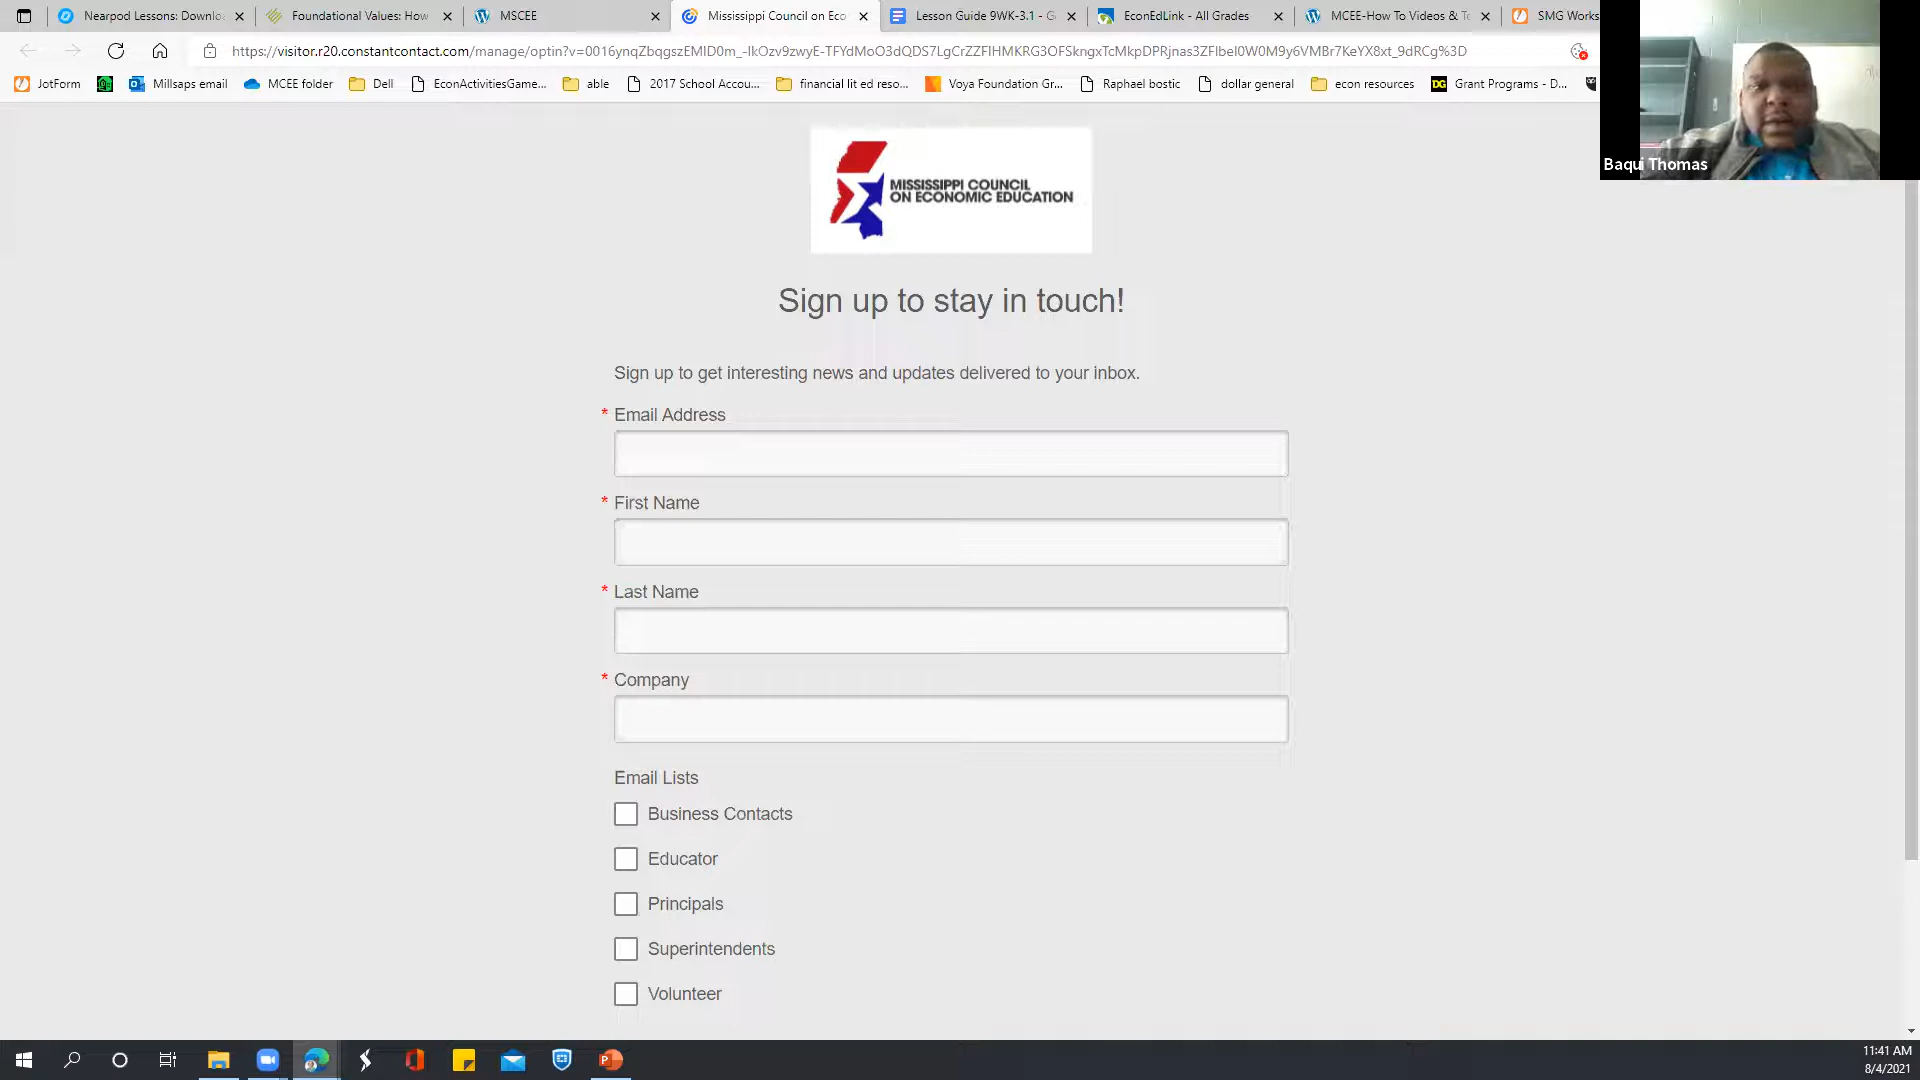 Nearpod Lessons: Downlo
Foundational Values: How
MSCEE
Mississippi Council on Eco
Lesson Guide 9WK-3.1 - G
EconEdLink - All Grades
MCEE-How To Videos & To
SMG Works
https://visitor.r20.constantcontact.com/manage/optin?v=0016ynqZbqgszEMID0m_-IkOzv9zwyE-TFYdMoO3dQDS7LgCrZZFIHMKRG3OFSkngxTcMkpDPRjnas3ZFIbeI0W0M9y6VMBr7KeYX8xt_9dRCg%3D
JotForm
Millsaps email
MCEE folder
Dell
EconActivitiesGame...
able
2017 School Accou...
financial lit ed reso...
Voya Foundation Gr...
Raphael bostic
dollar general
econ resources
DG
Grant Programs - D...
Baqui Thomas
MISSISSIPPI COUNCIL
ON ECONOMIC EDUCATION
Sign up to stay in touch!
Sign up to get interesting news and updates delivered to your inbox.
* Email Address
* First Name
* Last Name
* Company
Email Lists
Business Contacts
Educator
Principals
Superintendents
Volunteer
11:41 AM
8/4/2021